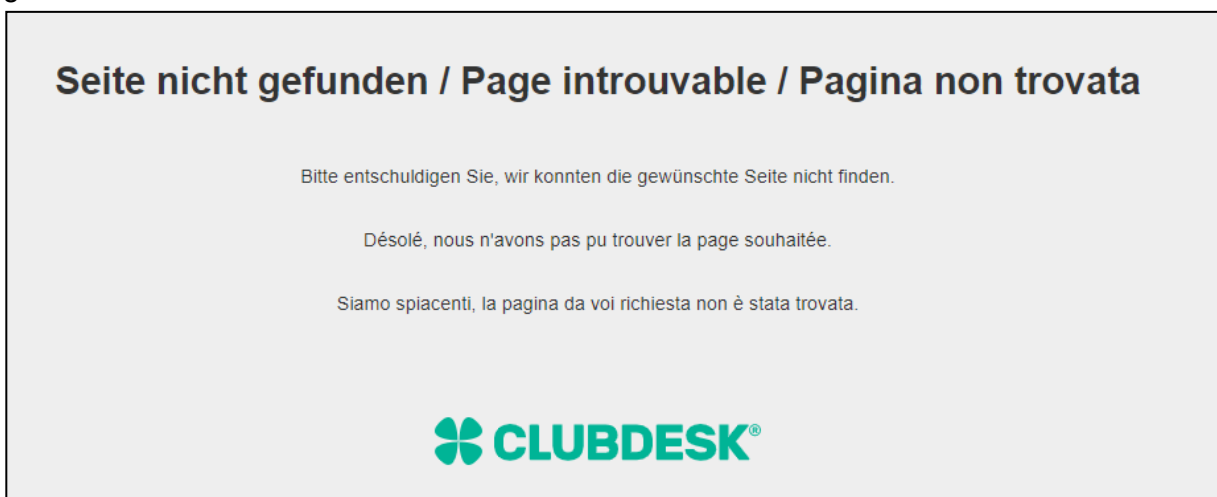 Seite nicht gefunden / Page introuvable / Pagina non trovata
Bitte entschuldigen Sie, wir konnten die gewünschte Seite nicht finden.
Désolé, nous n'avons pas pu trouver la page souhaitée.
Siamo spiacenti, la pagina da voi richiesta non è stata trovata.
CLUBDESK®